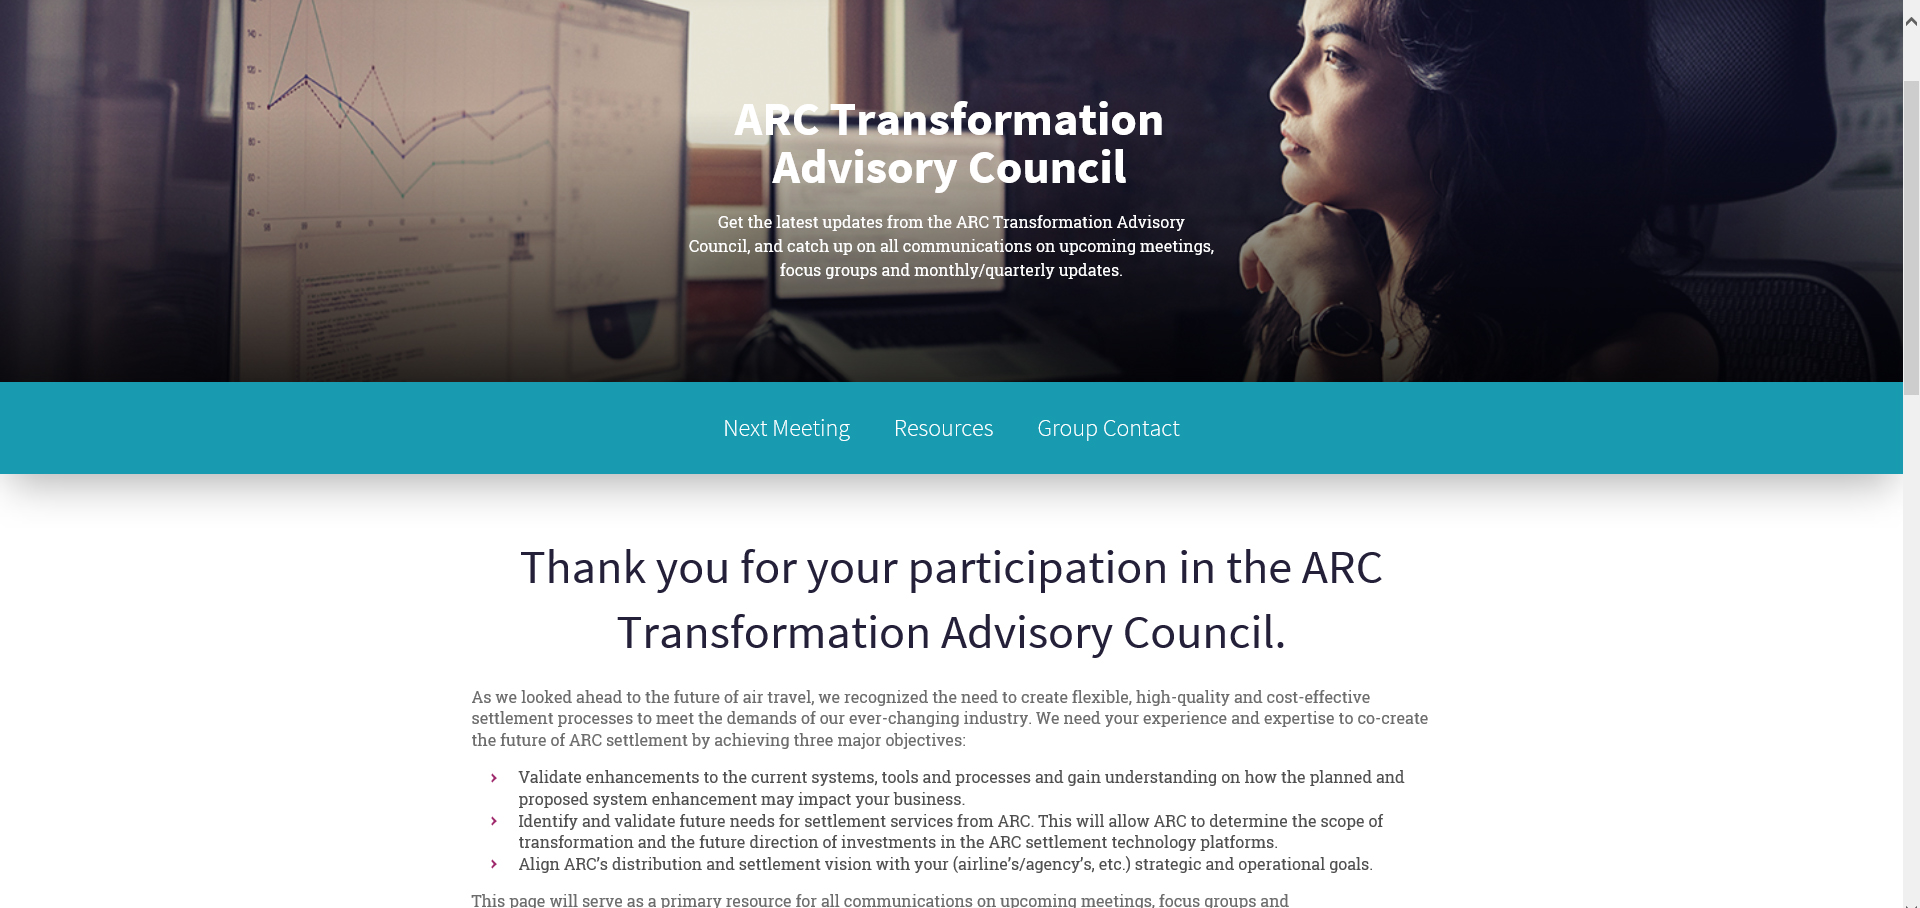 ARC Transformation
Advisory Council
Get the latest updates from the ARC Transformation Advisory
Council, and catch up on all communications on upcoming meetings,
focus groups and monthly/quarterly updates.
Next Meeting Resources Group Contact
Thank you for your participation in the ARC
Transformation Advisory Council.
As we looked ahead to the future of air travel, we recognized the need to create flexible, high-quality and cost-effective
settlement processes to meet the demands of our ever-changing industry. We need your experience and expertise to co-create
the future of ARC settlement by achieving three major objectives:
Validate enhancements to the current systems, tools and processes and gain understanding on how the planned and
proposed system enhancement may impact your business.
Identify and validate future needs for settlement services from ARC. This will allow ARC to determine the scope of
transformation and the future direction of investments in the ARC settlement technology platforms.
Align ARC’s distribution and settlement vision with your (airline’s/agency’s, etc.) strategic and operational goals.
This page will serve as a primary resource for all communications on upcoming meetings, focus groups and